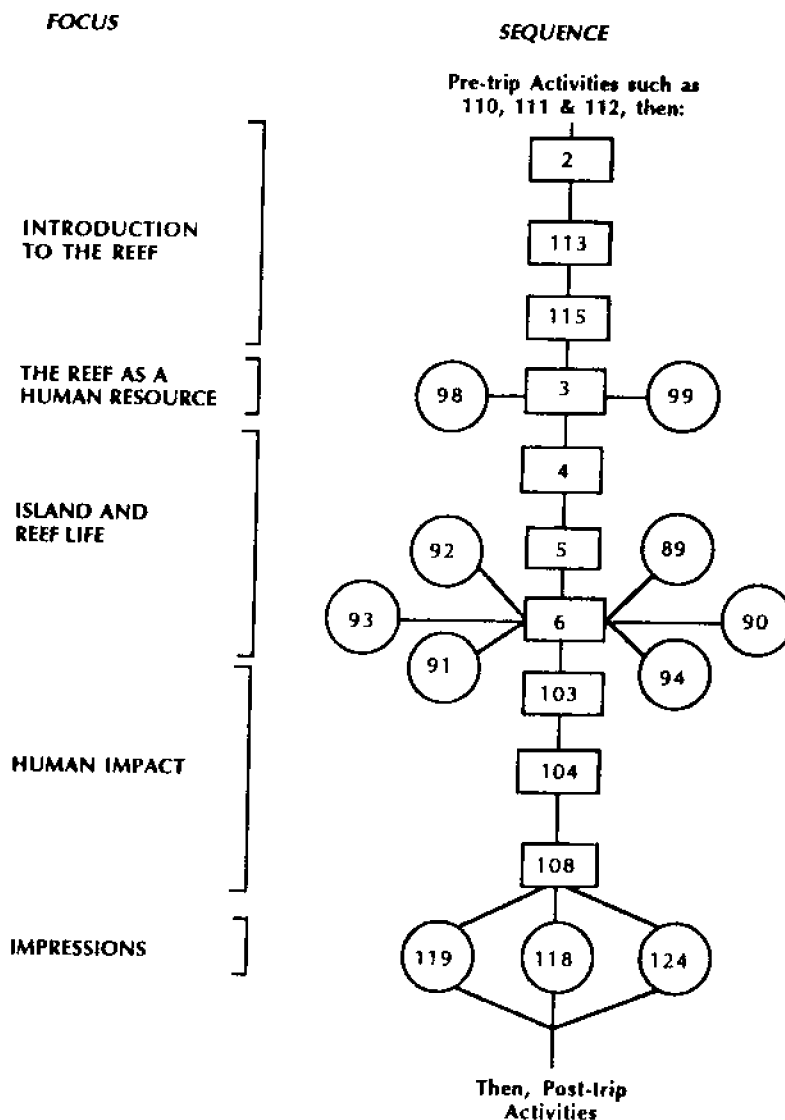 FOCUS
SEQUENCE
Pre-trip Activities such as
110, 111 & 112, then:
2
INTRODUCTION
TO THE REEF
113
115
THE REEF AS A
HUMAN RESOURCE
98
3
99
4
ISLAND AND
REEF LIFE
92
5
89
93
6
90
91
94
103
HUMAN IMPACT
104
108
IMPRESSIONS
119
118
124
Then, Post-trip
Activities